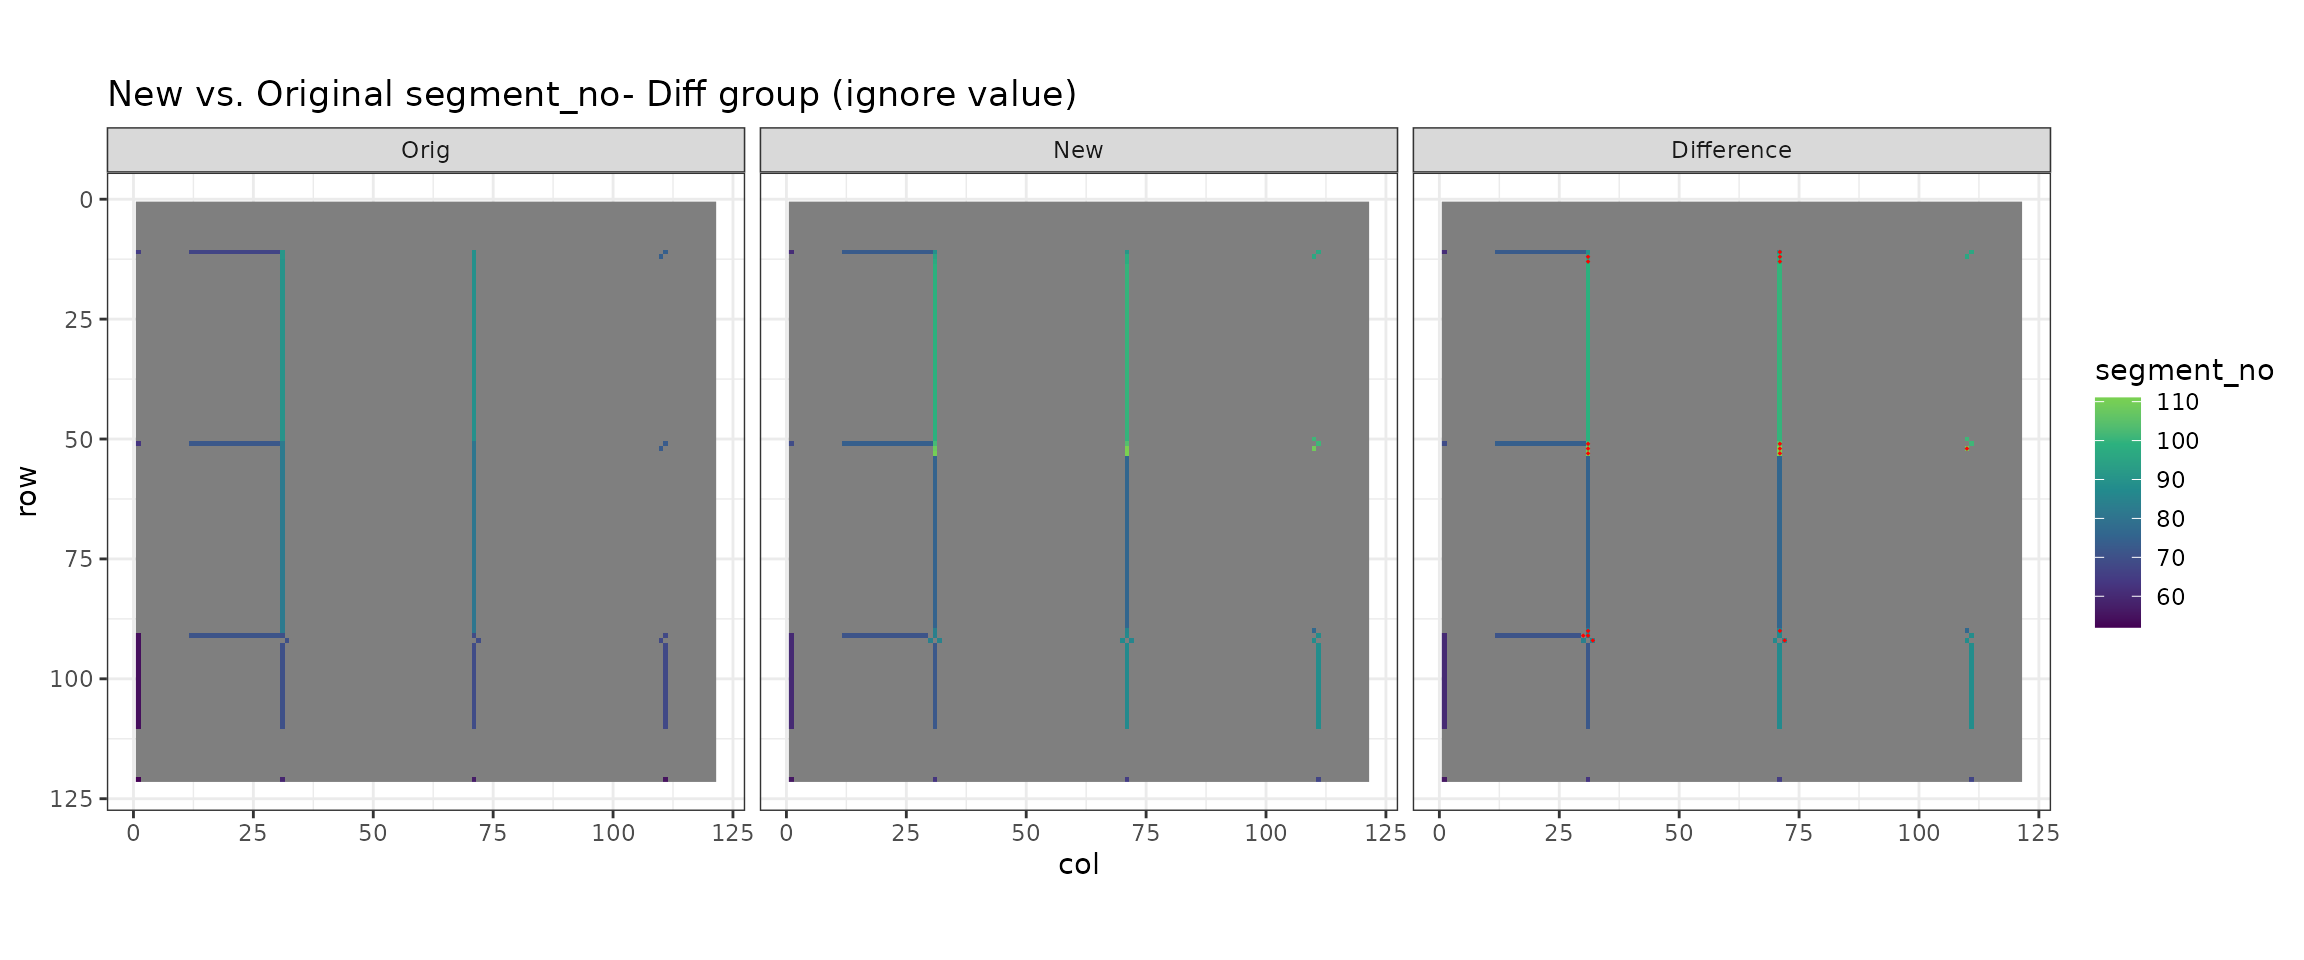 New vs. Original segment_no- Diff group (ignore value)
Orig
New
Difference
0
25
50
75
100
125
row
0 25 50 75 100 125
0 25 50 75 100 125
0 25 50 75 100 125
col
segment_no
110
100
90
80
70
60